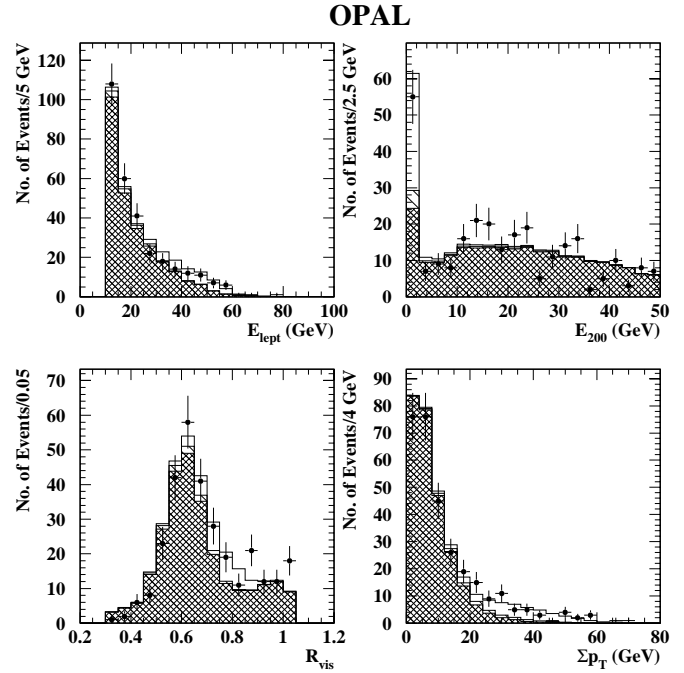 OPAL
No. of Events/5 GeV
120
100
80
60
40
20
0
0 20 40 60 80 100
E_lept (GeV)
No. of Events/2.5 GeV
60
50
40
30
20
10
0
0 10 20 30 40 50
E_200 (GeV)
No. of Events/0.05
70
60
50
40
30
20
10
0
0.2 0.4 0.6 0.8 1 1.2
R_vis
No. of Events/4 GeV
90
80
70
60
50
40
30
20
10
0
0 20 40 60 80
Σp_T (GeV)